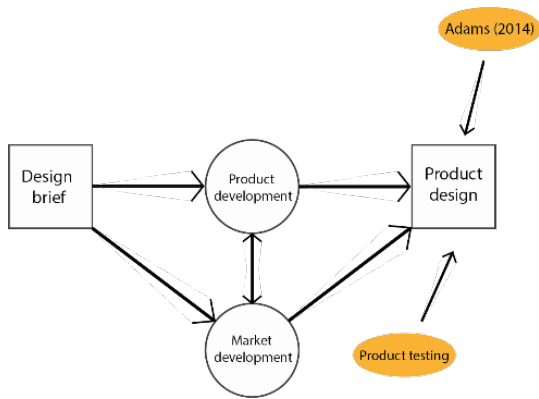 Adams (2014)
Design
brief
Product
development
Product
design
Market
development
Product testing